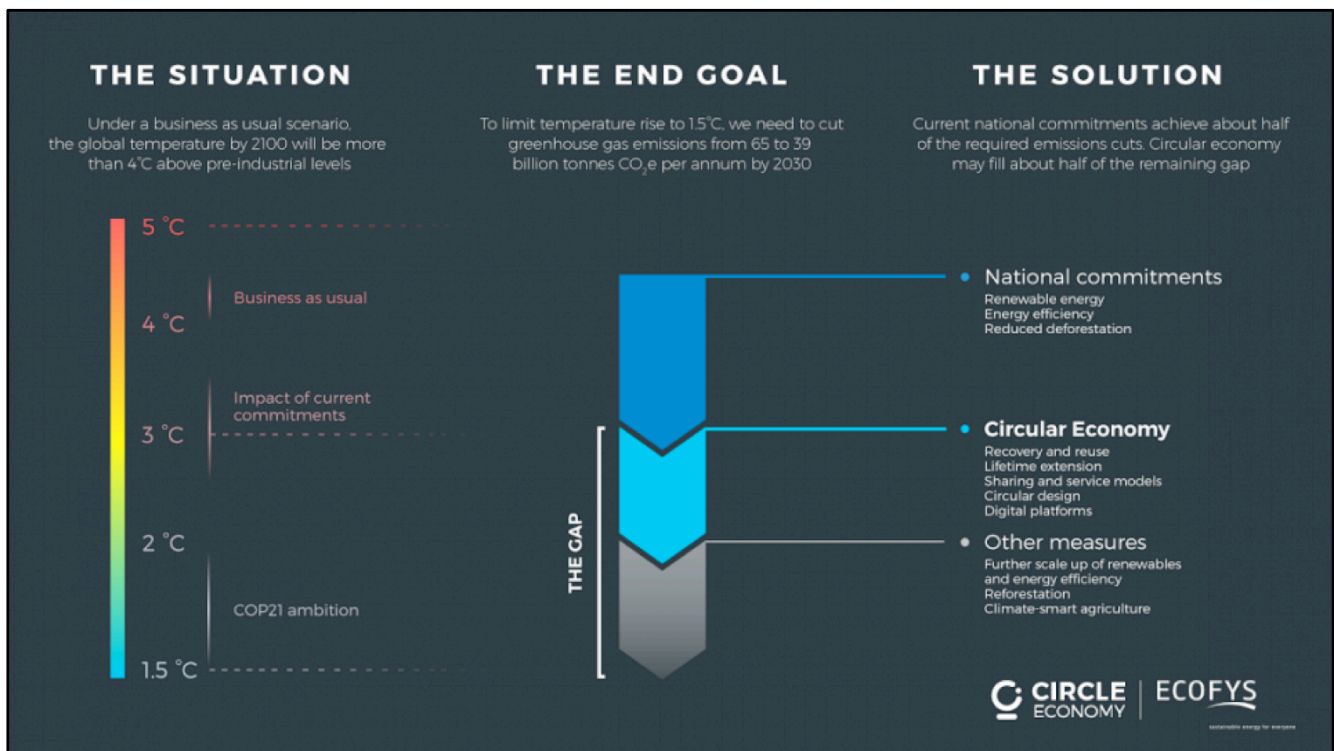 THE SITUATION
Under a business as usual scenario,
the global temperature by 2100 will be more
than 4°C above pre-industrial levels
5 °C
Business as usual
4 °C
Impact of current
commitments
3 °C
2 °C
COP21 ambition
1.5 °C
THE END GOAL
To limit temperature rise to 1.5°C, we need to cut
greenhouse gas emissions from 65 to 39
billion tonnes CO₂e per annum by 2030
THE GAP
THE SOLUTION
Current national commitments achieve about half
of the required emissions cuts. Circular economy
may fill about half of the remaining gap
National commitments
Renewable energy
Energy efficiency
Reduced deforestation
Circular Economy
Recovery and reuse
Lifetime extension
Sharing and service models
Circular design
Digital platforms
Other measures
Further scale up of renewables
and energy efficiency
Reforestation
Climate-smart agriculture
CIRCLE
ECONOMY
ECOFYS
sustainable energy for everyone